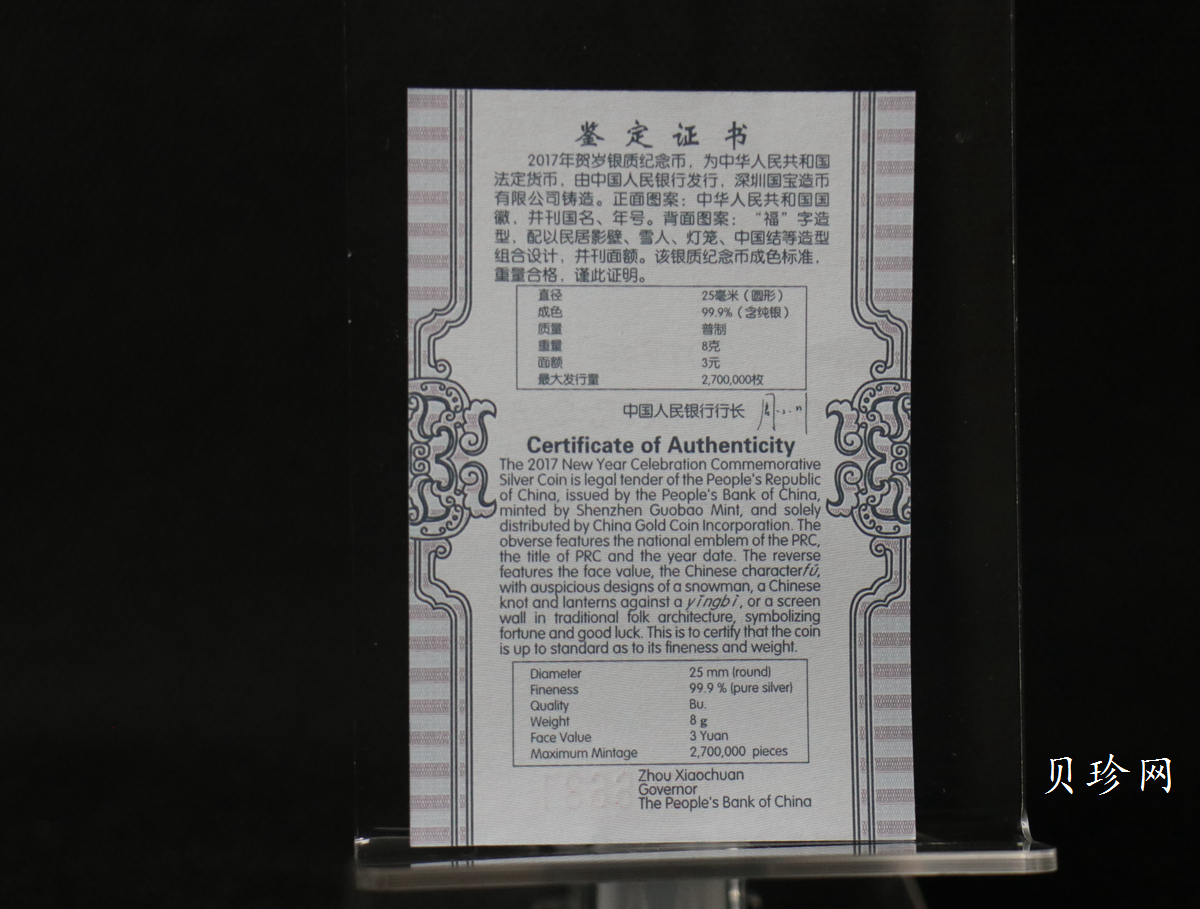 鉴定证书
2017年贺岁银质纪念币，为中华人民共和国
法定货币，由中国人民银行发行，深圳国宝造币
有限公司铸造。正面图案：中华人民共和国国
徽，并刊国名、年号。背面图案：“福”字造
型，配以民居影壁、雪人、灯笼、中国结等造型
组合设计，并刊面额。该银质纪念币成色标准，
重量合格，谨此证明。
直径 25毫米（圆形）
成色 99.9%（含纯银）
质量 普制
重量 8克
面额 3元
最大发行量 2,700,000枚
中国人民银行行长
Certificate of Authenticity
The 2017 New Year Celebration Commemorative
Silver Coin is legal tender of the People's Republic
of China, issued by the People's Bank of China,
minted by Shenzhen Guobao Mint, and solely
distributed by China Gold Coin Incorporation. The
obverse features the national emblem of the PRC,
the title of PRC and the year date. The reverse
features the face value, the Chinese character fú,
with auspicious designs of a snowman, a Chinese
knot and lanterns against a yǐngbì, or a screen
wall in traditional folk architecture, symbolizing
fortune and good luck. This is to certify that the coin
is up to standard as to its fineness and weight.
Diameter 25 mm (round)
Fineness 99.9 % (pure silver)
Quality Bu.
Weight 8 g
Face Value 3 Yuan
Maximum Mintage 2,700,000 pieces
Zhou Xiaochuan
Governor
The People's Bank of China
贝珍网